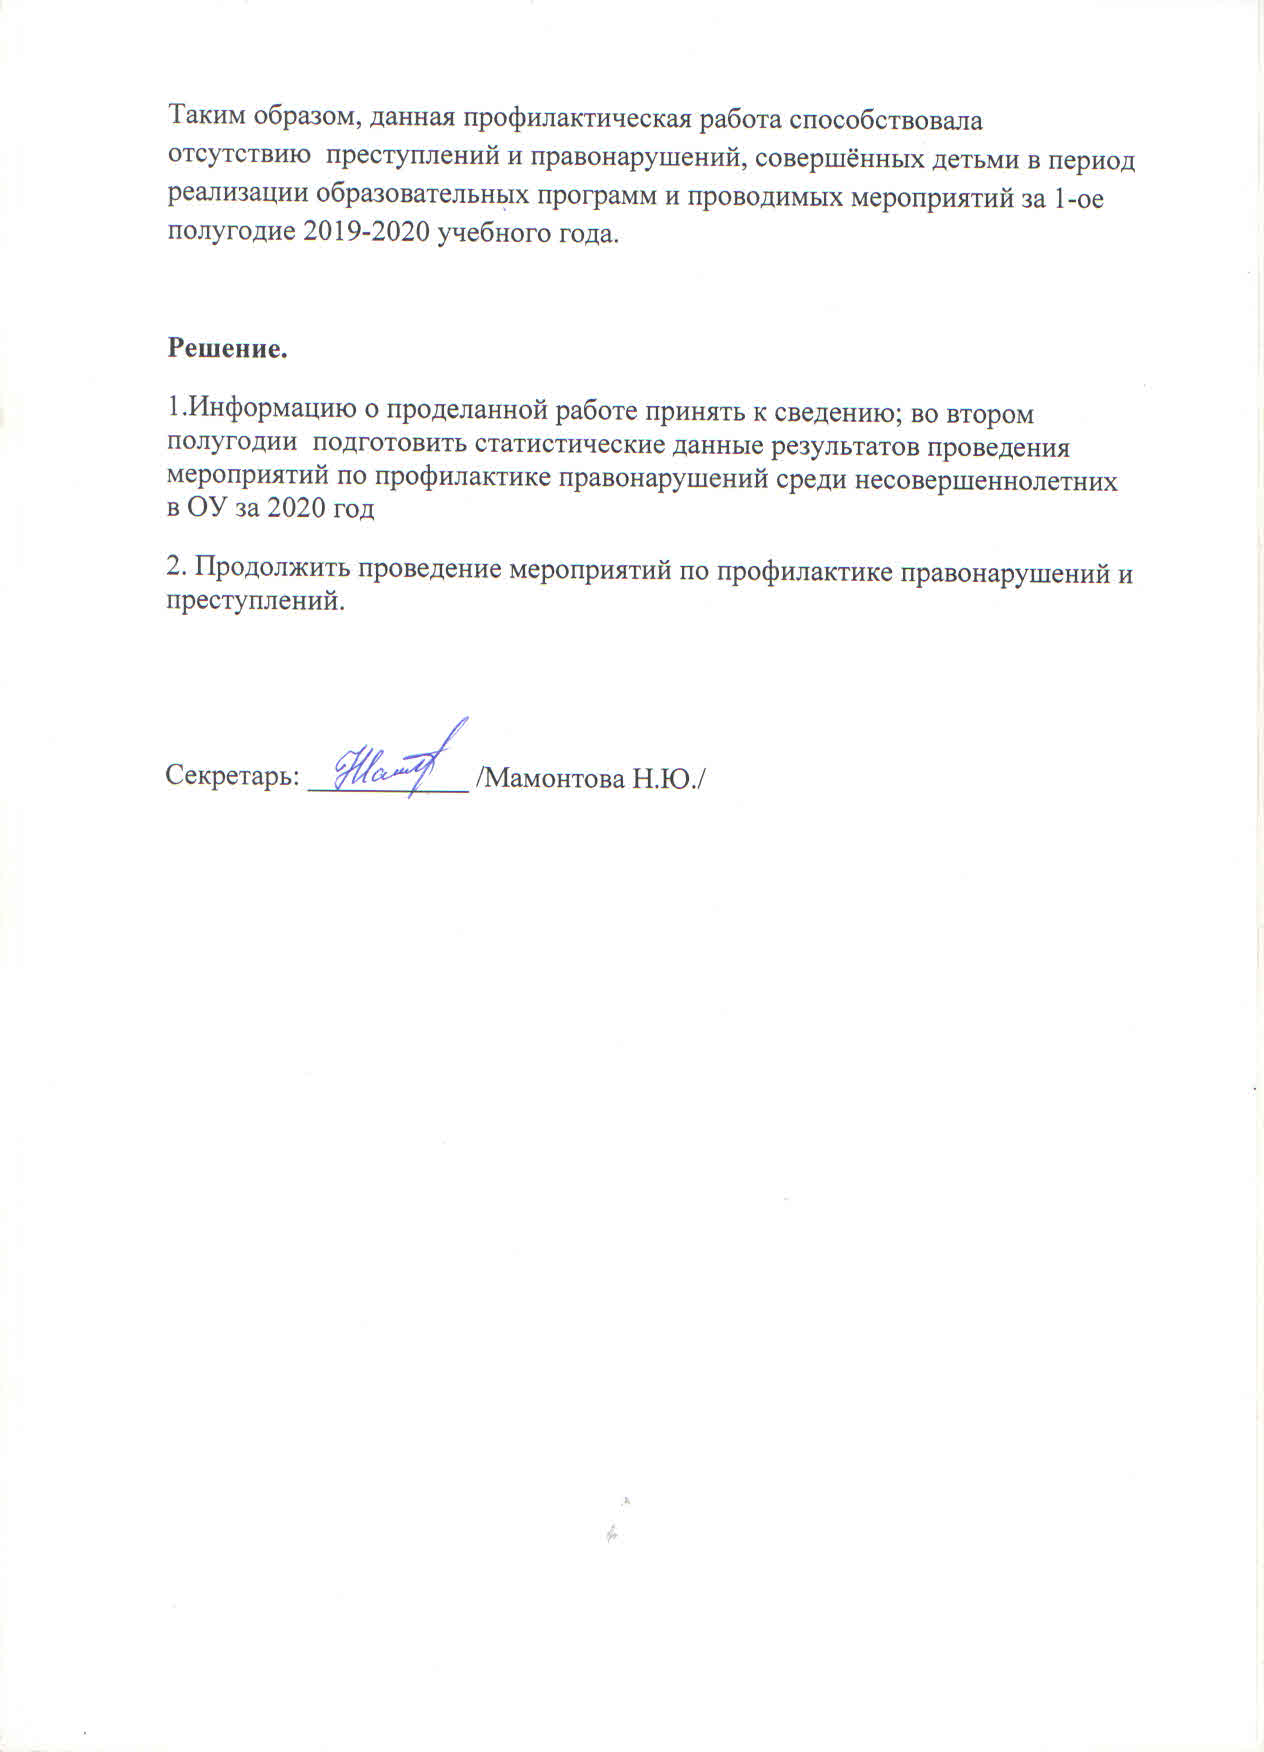 Таким образом, данная профилактическая работа способствовала
отсутствию  преступлений и правонарушений, совершённых детьми в период
реализации образовательных программ и проводимых мероприятий за 1-ое
полугодие 2019-2020 учебного года.
Решение.
1.Информацию о проделанной работе принять к сведению; во втором
полугодии  подготовить статистические данные результатов проведения
мероприятий по профилактике правонарушений среди несовершеннолетних
в ОУ за 2020 год
2. Продолжить проведение мероприятий по профилактике правонарушений и
преступлений.
Секретарь: ___________ /Мамонтова Н.Ю./